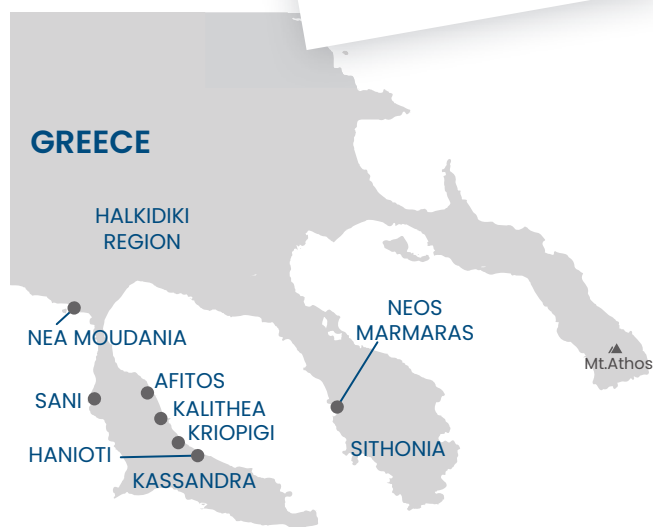 GREECE
HALKIDIKI
REGION
NEOS
MARMARAS
NEA MOUDANIA
Mt.Athos
AFITOS
SANI
KALITHEA
KRIOPIGI
HANIOTI
SITHONIA
KASSANDRA